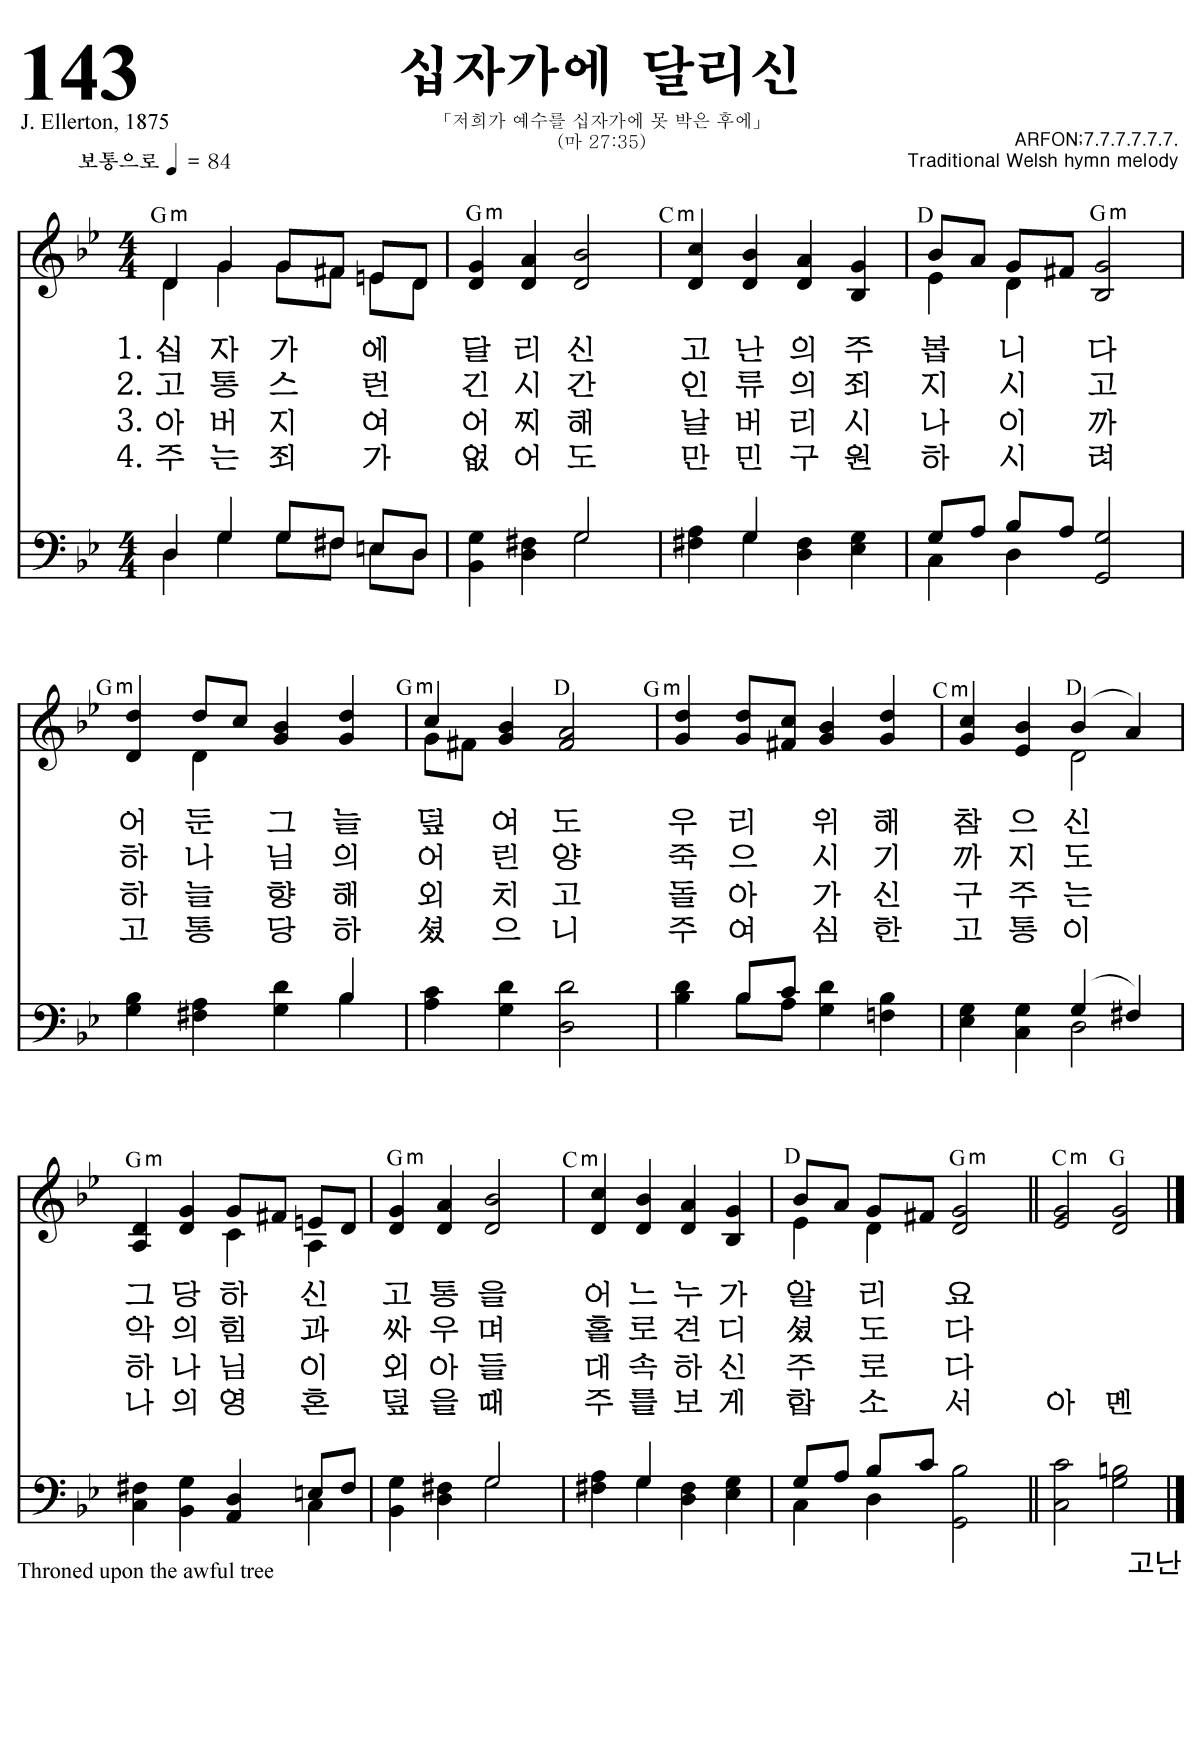 143
십자가에 달리신
J. Ellerton, 1875
「저희가 예수를 십자가에 못 박은 후에」
(마 27:35)
ARFON;7.7.7.7.7.7.
보통으로 = 84
Traditional Welsh hymn melody
Gm Gm Cm D Gm
4 4
1. 십 자 가 에 달 리 신 고 난 의 주 봅 니 다
2. 고 통 스 런 긴 시 간 인 류 의 죄 지 시 고
3. 아 버 지 여 어 찌 해 날 버 리 시 나 이 까
4. 주 는 죄 가 없 어 도 만 민 구 원 하 시 려
4 4
Gm Gm D Gm Cm D
어 둔 그 늘 덮 여 도 우 리 위 해 참 으 신
하 나 님 의 어 린 양 죽 으 시 기 까 지 도
하 늘 향 해 외 치 고 돌 아 가 신 구 주 는
고 통 당 하 셨 으 니 주 여 심 한 고 통 이
Gm Gm Cm D Gm Cm G
그 당 하 신 고 통 을 어 느 누 가 알 리 요
악 의 힘 과 싸 우 며 홀 로 견 디 셨 도 다
하 나 님 이 외 아 들 대 속 하 신 주 로 다
나 의 영 혼 덮 을 때 주 를 보 게 합 소 서 아 멘
Throned upon the awful tree
고난